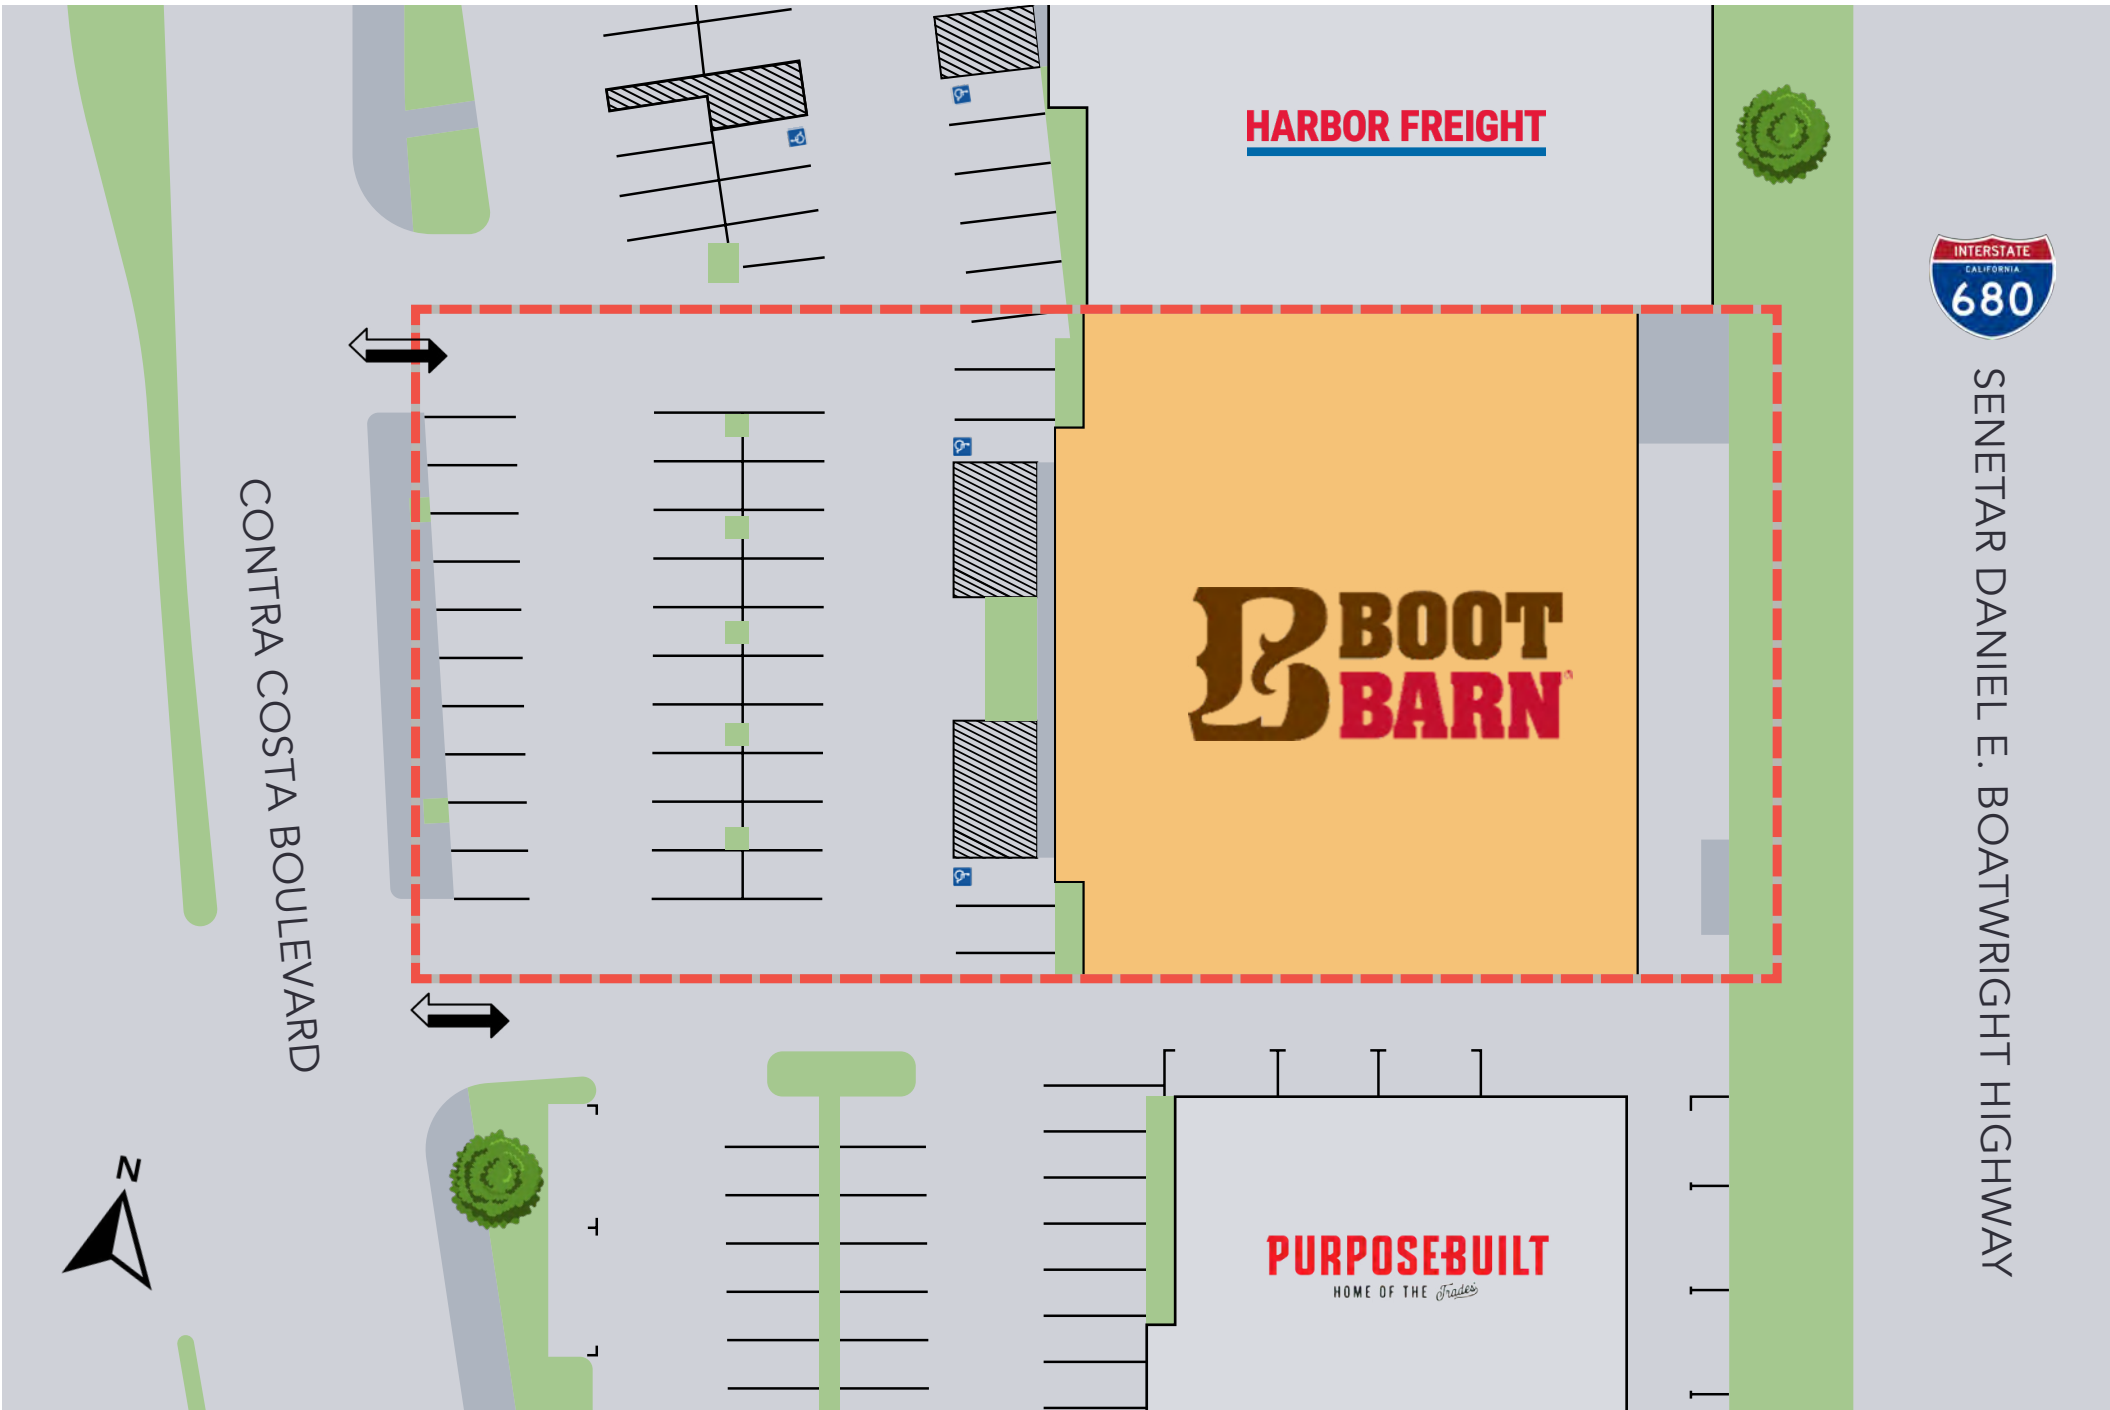 HARBOR FREIGHT
INTERSTATE
CALIFORNIA
680
SENETAR DANIEL E. BOATWRIGHT HIGHWAY
CONTRA COSTA BOULEVARD
B BOOT
BARN
N
PURPOSEBUILT
HOME OF THE Trades